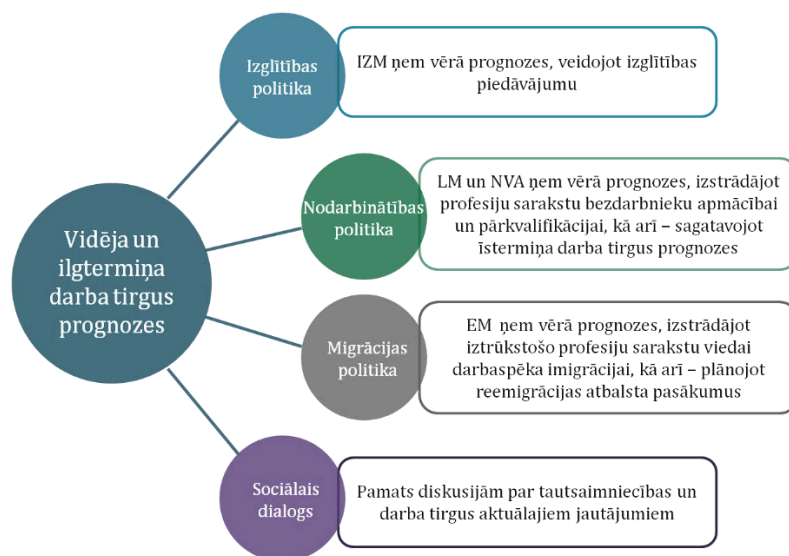 Vidēja un
ilgtermiņa
darba tirgus
prognozes
Izglītības
politika
IZM ņem vērā prognozes, veidojot izglītības
piedāvājumu
Nodarbinātības
politika
LM un NVA ņem vērā prognozes, izstrādājot
profesiju sarakstu bezdarbnieku apmācībai
un pārkvalifikācijai, kā arī – sagatavojot
īstermiņa darba tirgus prognozes
Migrācijas
politika
EM ņem vērā prognozes, izstrādājot
iztrūkstošo profesiju sarakstu viedai
darbaspēka imigrācijai, kā arī – plānojot
reemigrācijas atbalsta pasākumus
Sociālais
dialogs
Pamats diskusijām par tautsaimniecības un
darba tirgus aktuālajiem jautājumiem